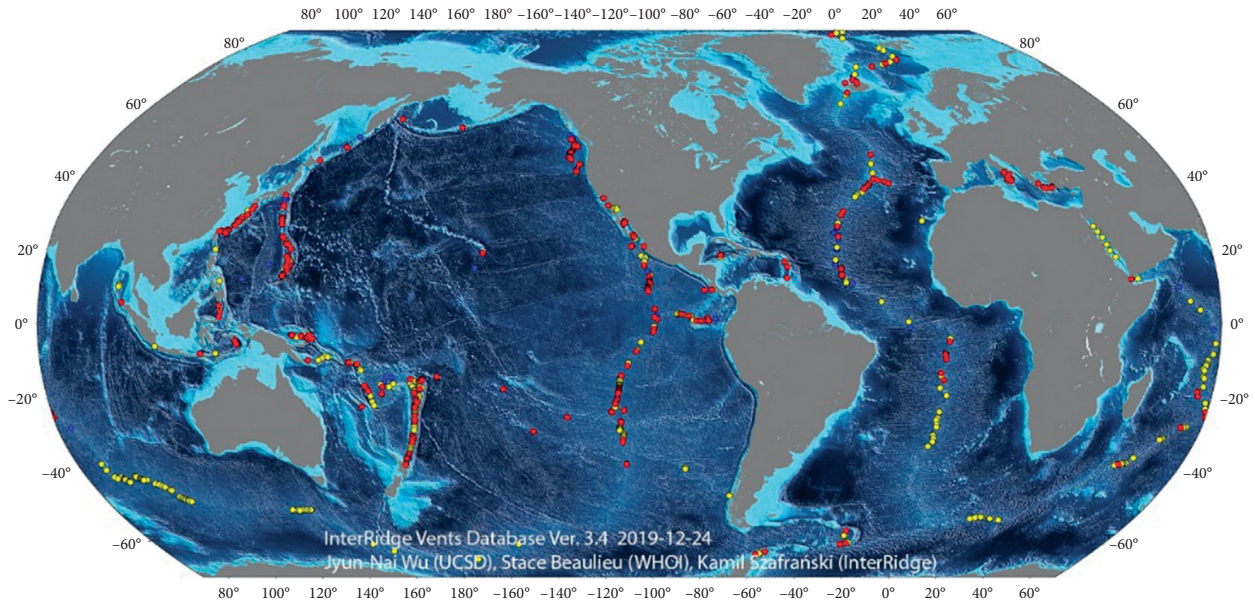 80° 100° 120° 140° 160° 180° −160° −140° −120° −100° −80° −60° −40° −20° 0° 20° 40° 60°
80° 80°
60° 60°
40° 40°
20° 20°
0° 0°
−20° −20°
−40° −40°
−60° −60°
InterRidge Vents Database Ver. 3.4 2019-12-24
Jyun-Nai Wu (UCSD), Stace Beaulieu (WHOI), Kamil Szafrański (InterRidge)
80° 100° 120° 140° 160° 180° −160° −140° −120° −100° −80° −60° −40° −20° 0° 20° 40° 60°